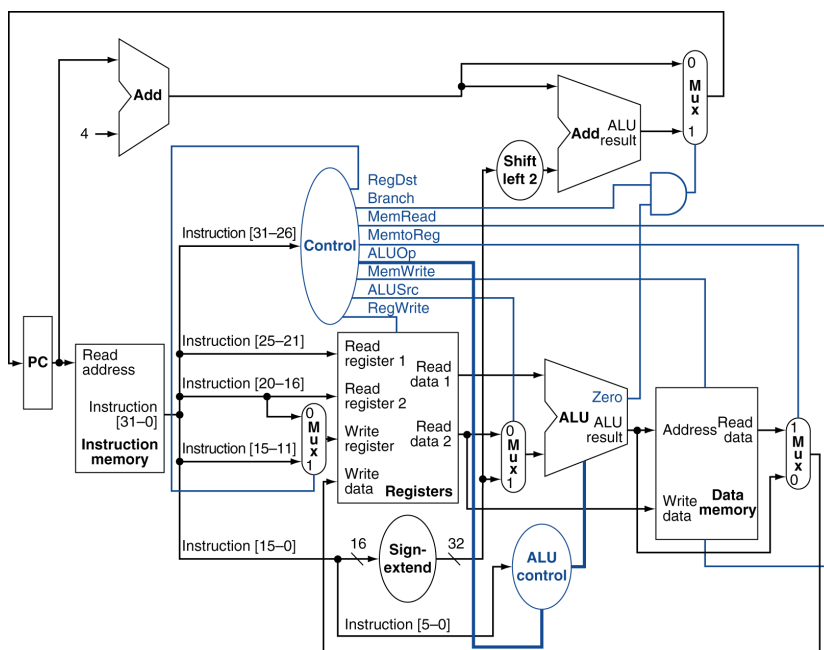 Add
4
0
Mux
1
Add
ALU
result
Shift
left 2
RegDst
Branch
MemRead
MemtoReg
ALUOp
MemWrite
ALUSrc
RegWrite
Control
Instruction [31–26]
Instruction [25–21]
Instruction [20–16]
Instruction [15–11]
Instruction [15–0]
Instruction [5–0]
PC
Read
address
Instruction
[31–0]
Instruction
memory
0
Mux
1
Read
register 1
Read
register 2
Write
register
Write
data
Read
data 1
Read
data 2
Registers
0
Mux
1
Zero
ALU
ALU
result
Address
Read
data
Write
data
Data
memory
1
Mux
0
16
Sign-
extend
32
ALU
control